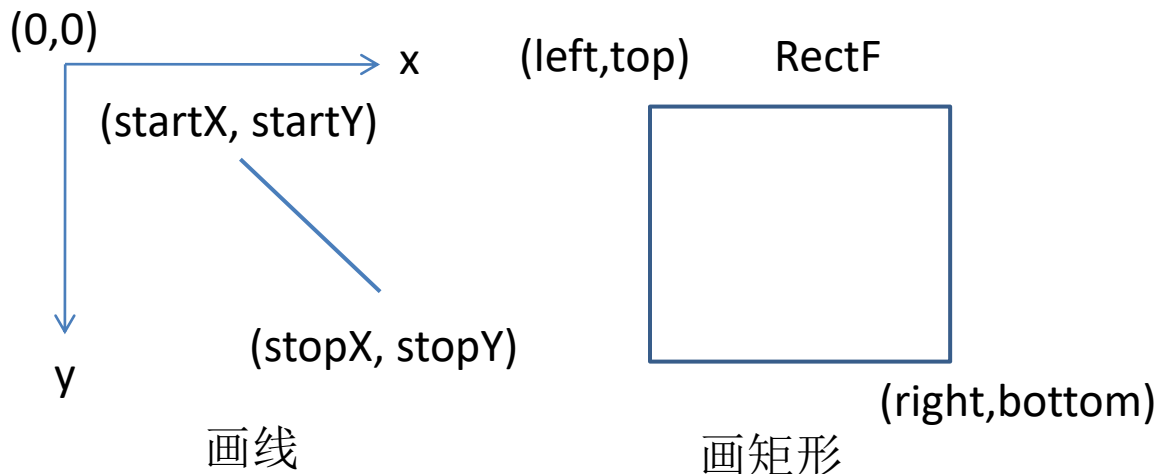 (0,0)
x
(startX, startY)
(stopX, stopY)
y
画线
(left,top)
RectF
(right,bottom)
画矩形